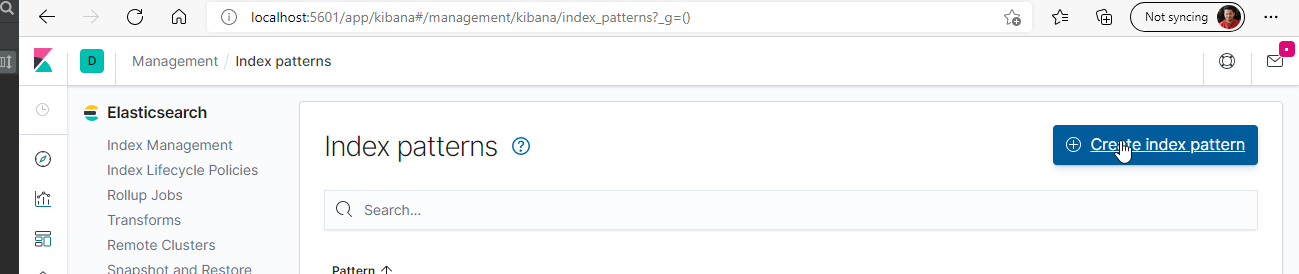 localhost:5601/app/kibana#/management/kibana/index_patterns?_g=()
Not syncing
D
Management / Index patterns
Elasticsearch
Index Management
Index Lifecycle Policies
Rollup Jobs
Transforms
Remote Clusters
Snapshot and Restore
Index patterns
Create index pattern
Search...
Pattern